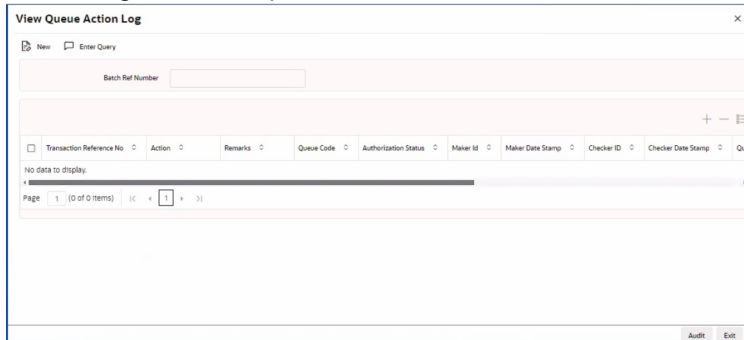 View Queue Action Log
New Enter Query
Batch Ref Number
Transaction Reference No Action Remarks Queue Code Authorization Status Maker Id Maker Date Stamp Checker ID Checker Date Stamp Qu
No data to display.
Page 1 (0 of 0 Items) 1
Audit Exit